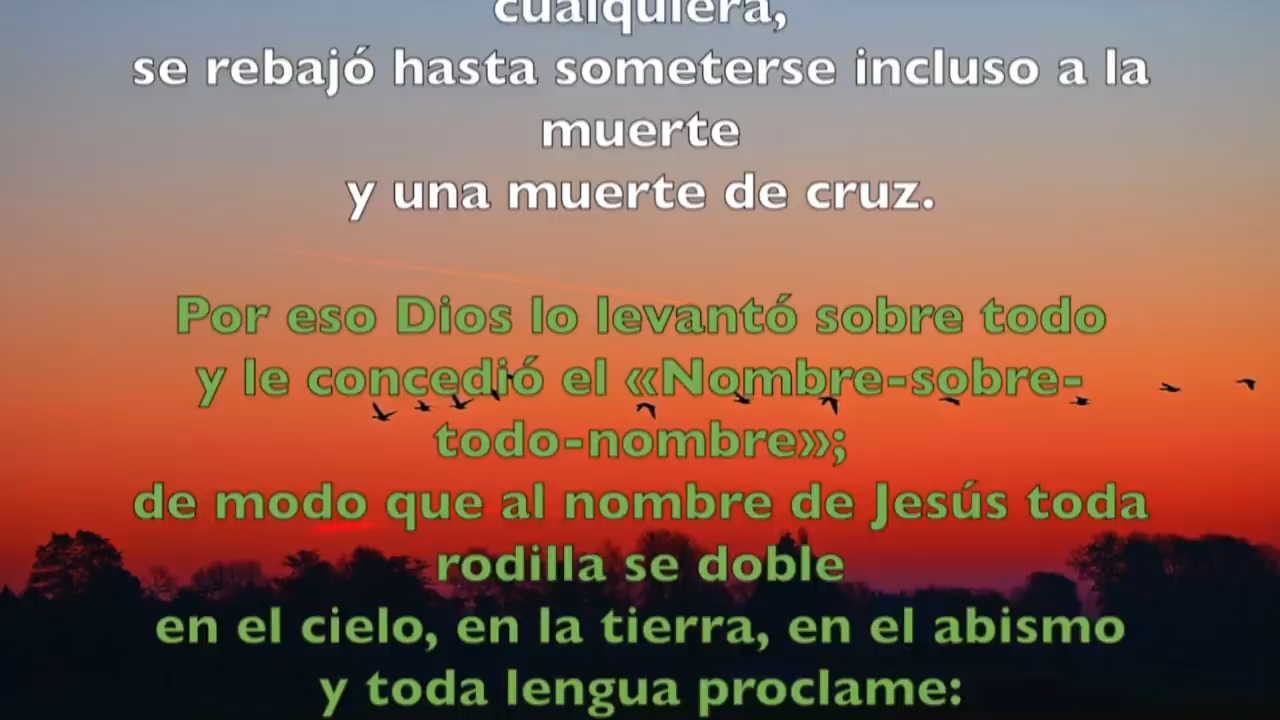 cualquiera,
se rebajó hasta someterse incluso a la
muerte
y una muerte de cruz.
Por eso Dios lo levantó sobre todo
y le concedió el «Nombre-sobre-
todo-nombre»;
de modo que al nombre de Jesús toda
rodilla se doble
en el cielo, en la tierra, en el abismo
y toda lengua proclame: